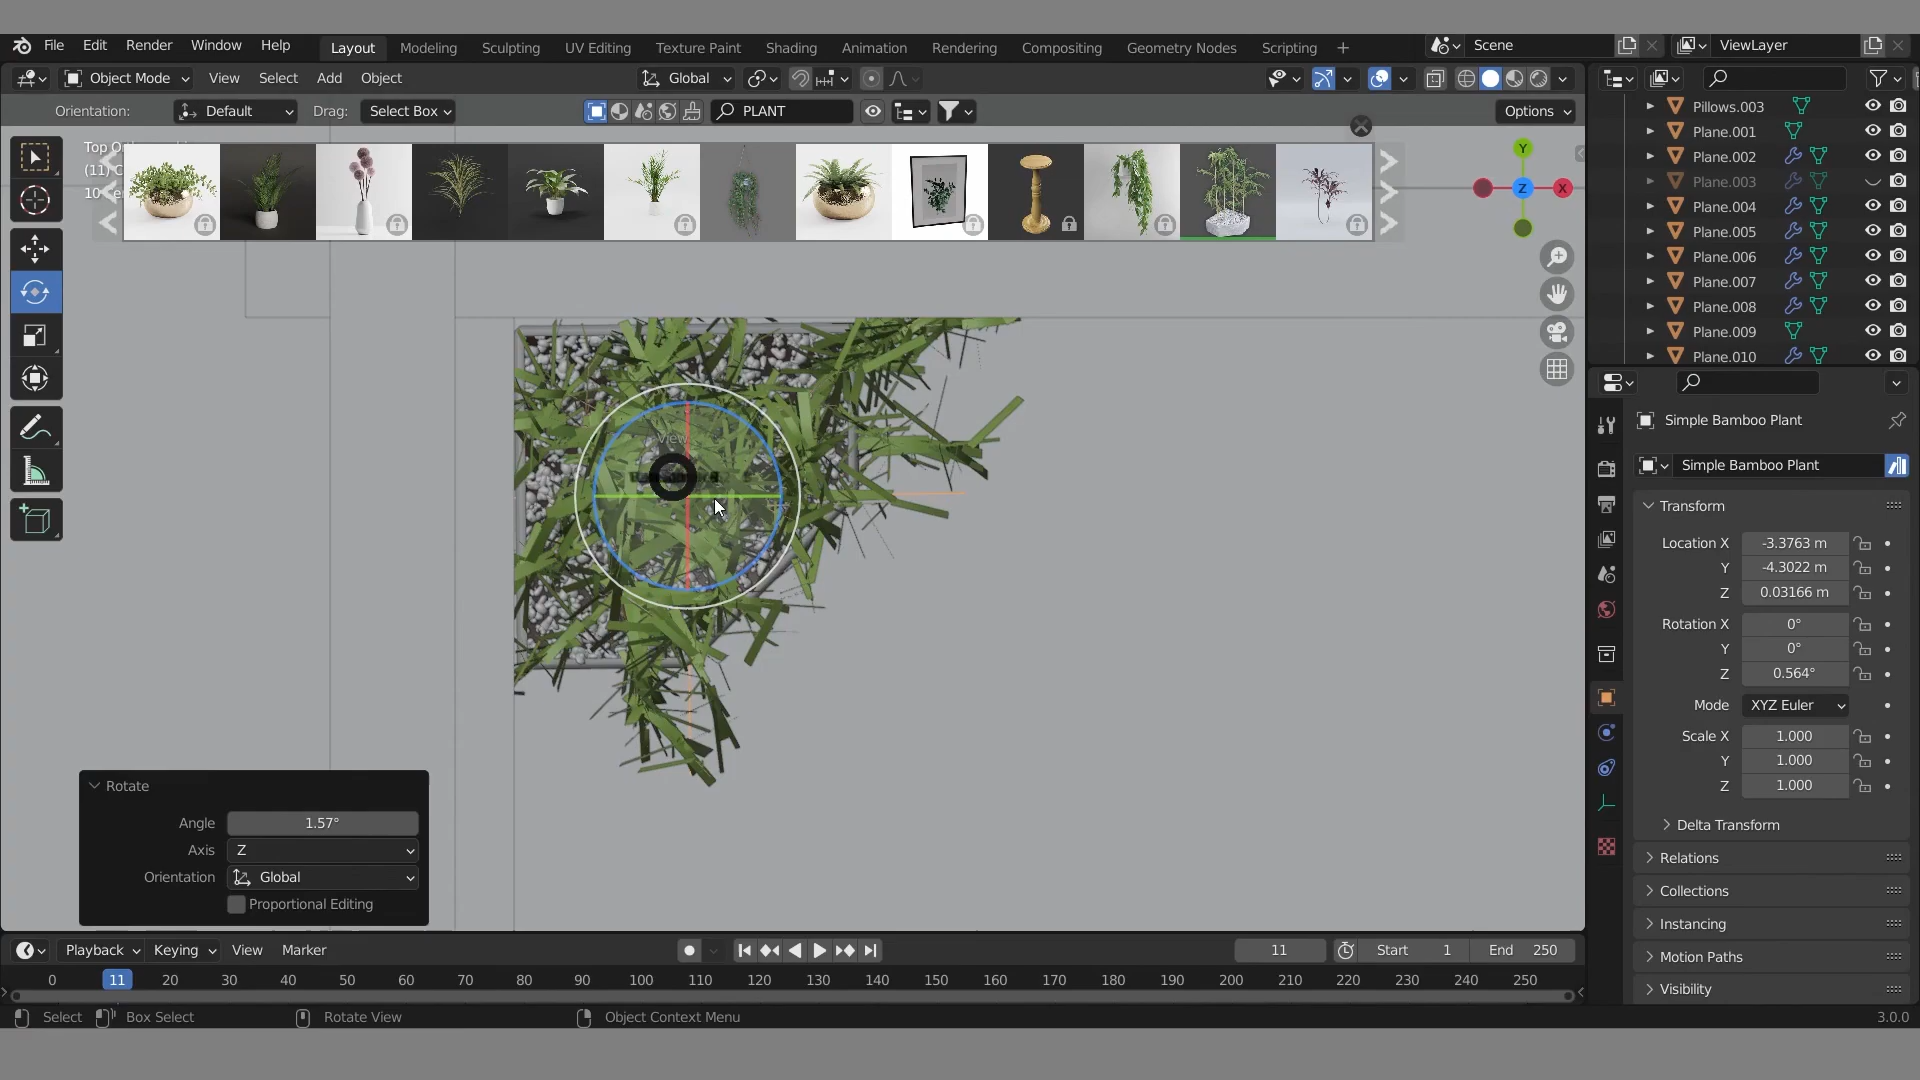 File Edit Render Window Help Layout Modeling Sculpting UV Editing Texture Paint Shading Animation Rendering Compositing Geometry Nodes Scripting + Scene ViewLayer
Object Mode View Select Add Object Global
Orientation: Default Drag: Select Box PLANT Options
Top
(11)
10
View
Y
Z
X
Pillows.003
Plane.001
Plane.002
Plane.003
Plane.004
Plane.005
Plane.006
Plane.007
Plane.008
Plane.009
Plane.010
Simple Bamboo Plant
Simple Bamboo Plant
Transform
Location X -3.3763 m
Y -4.3022 m
Z 0.03166 m
Rotation X 0°
Y 0°
Z 0.564°
Mode XYZ Euler
Scale X 1.000
Y 1.000
Z 1.000
Delta Transform
Relations
Collections
Instancing
Motion Paths
Visibility
Rotate
Angle 1.57°
Axis Z
Orientation Global
Proportional Editing
Playback Keying View Marker 11 Start 1 End 250
0 11 20 30 40 50 60 70 80 90 100 110 120 130 140 150 160 170 180 190 200 210 220 230 240 250
Select Box Select Rotate View Object Context Menu 3.0.0